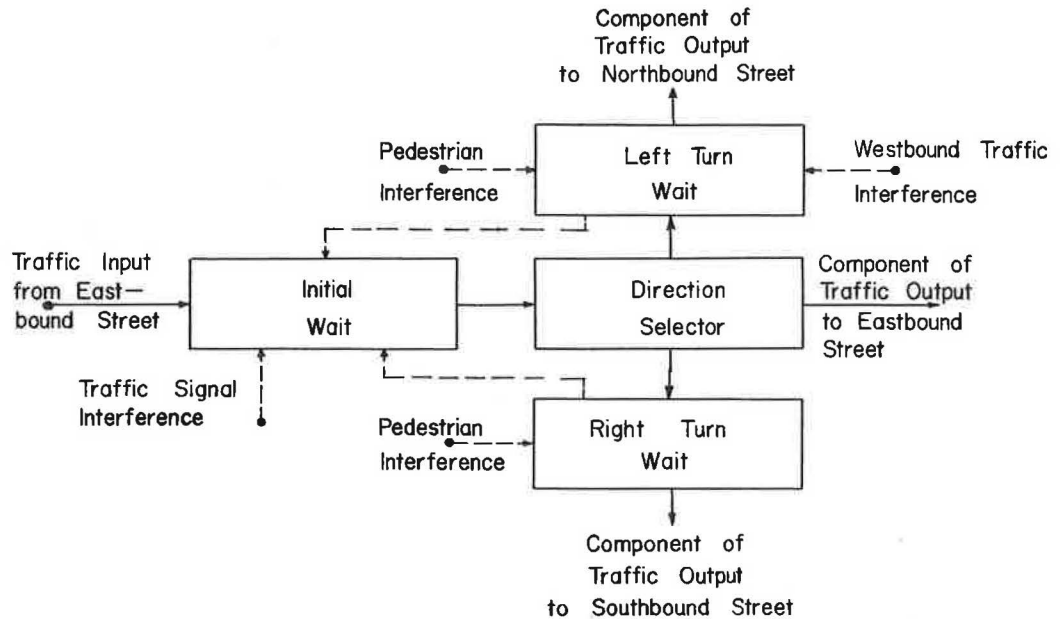 Component of
Traffic Output
to Northbound Street
Pedestrian
Interference
Left Turn
Wait
Westbound Traffic
Interference
Traffic Input
from East—
bound Street
Initial
Wait
Direction
Selector
Component of
Traffic Output
to Eastbound
Street
Traffic Signal
Interference
Pedestrian
Interference
Right Turn
Wait
Component of
Traffic Output
to Southbound Street